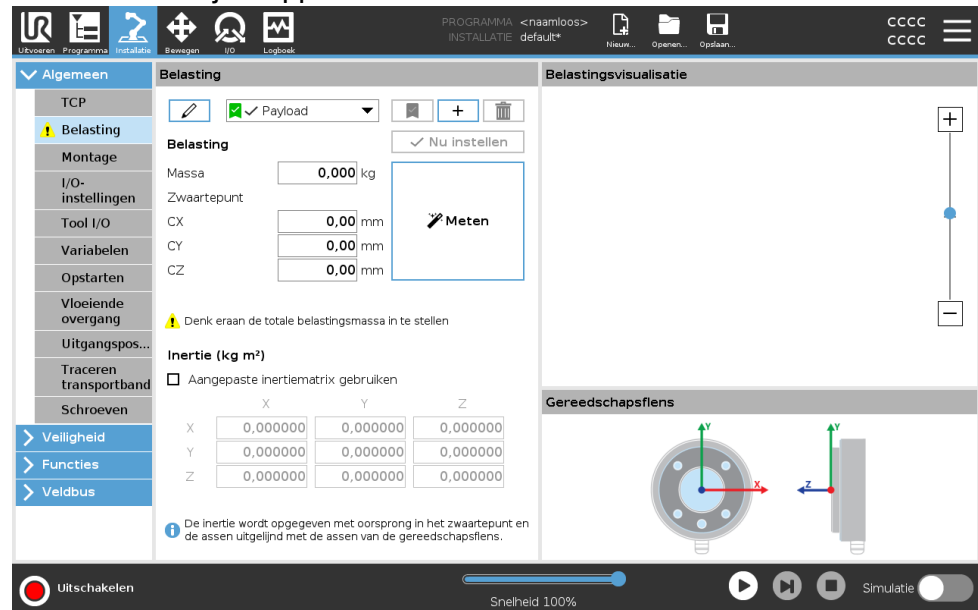 PROGRAMMA <naamloos>
INSTALLATIE default*
Uitvoeren Programma Installatie Bewegen I/O Logboek
Nieuw... Openen... Opslaan...
CCCC
CCCC
Algemeen
TCP
Belasting
Montage
I/O-
instellingen
Tool I/O
Variabelen
Opstarten
Vloeiende
overgang
Uitgangspos...
Traceren
transportband
Schroeven
Veiligheid
Functies
Veldbus
Belasting
Payload
Belasting
Nu instellen
Massa 0,000 kg
Zwaartepunt
CX 0,00 mm
CY 0,00 mm
CZ 0,00 mm
Meten
Denk eraan de totale belastingsmassa in te stellen
Inertie (kg m²)
Aangepaste inertiematrix gebruiken
X Y Z
X 0,000000 0,000000 0,000000
Y 0,000000 0,000000 0,000000
Z 0,000000 0,000000 0,000000
De inertie wordt opgegeven met oorsprong in het zwaartepunt en
de assen uitgelijnd met de assen van de gereedschapsflens.
Belastingsvisualisatie
Gereedschapsflens
Y Y
X Z
Uitschakelen
Snelheid 100%
Simulatie